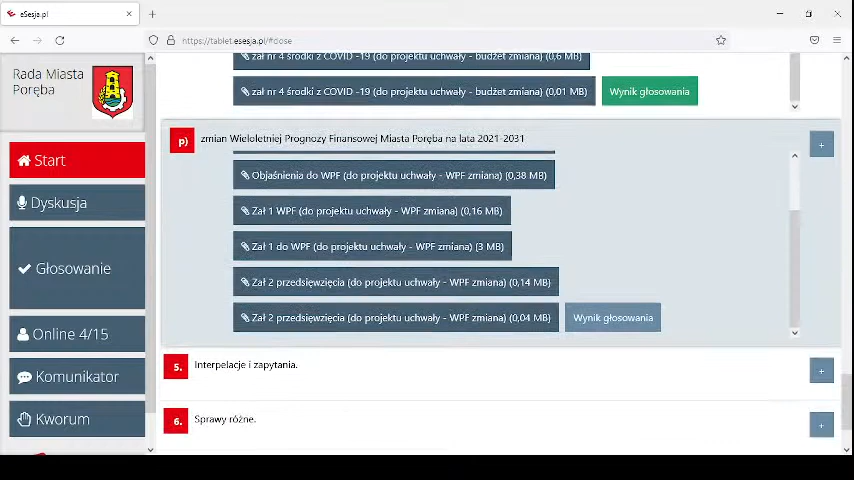 eSesja.pl
https://tablet.esesja.pl/#dose
Rada Miasta
Poręba
Start
Dyskusja
Głosowanie
Online 4/15
Komunikator
Kworum
zał nr 4 środki z COVID -19 (do projektu uchwały - budżet zmiana) (0,6 MB)
zał nr 4 środki z COVID -19 (do projektu uchwały - budżet zmiana) (0,01 MB)
Wynik głosowania
p)
zmian Wieloletniej Prognozy Finansowej Miasta Poręba na lata 2021-2031
+
Objaśnienia do WPF (do projektu uchwały - WPF zmiana) (0,38 MB)
Zał 1 WPF (do projektu uchwały - WPF zmiana) (0,16 MB)
Zał 1 do WPF (do projektu uchwały - WPF zmiana) (3 MB)
Zał 2 przedsięwzięcia (do projektu uchwały - WPF zmiana) (0,14 MB)
Zał 2 przedsięwzięcia (do projektu uchwały - WPF zmiana) (0,04 MB)
Wynik głosowania
5.
Interpelacje i zapytania.
+
6.
Sprawy różne.
+